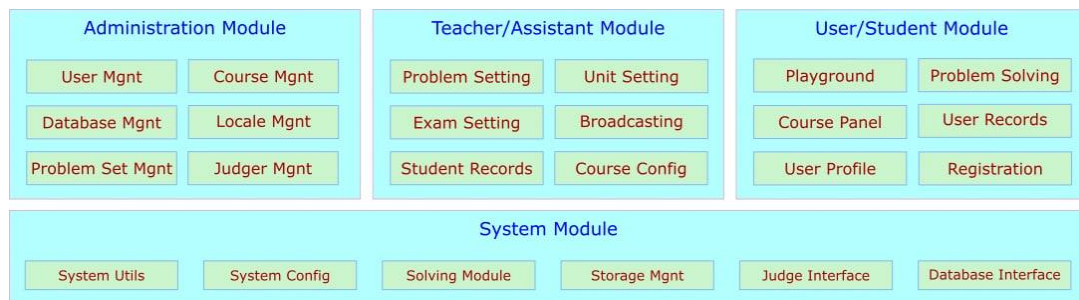 Administration Module
User Mgnt
Course Mgnt
Database Mgnt
Locale Mgnt
Problem Set Mgnt
Judger Mgnt
Teacher/Assistant Module
Problem Setting
Unit Setting
Exam Setting
Broadcasting
Student Records
Course Config
User/Student Module
Playground
Problem Solving
Course Panel
User Records
User Profile
Registration
System Module
System Utils
System Config
Solving Module
Storage Mgnt
Judge Interface
Database Interface